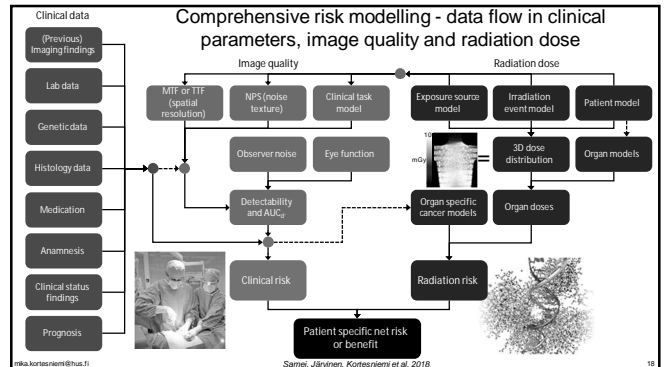 Clinical data
Comprehensive risk modelling - data flow in clinical
parameters, image quality and radiation dose
(Previous)
Imaging findings
Lab data
Genetic data
Histology data
Medication
Anamnesis
Clinical status
findings
Prognosis
Image quality
MTF or TTF
(spatial
resolution)
NPS (noise
texture)
Clinical task
model
Observer noise
Eye function
Detectability
and AUCd'
Clinical risk
Radiation dose
Exposure source
model
Irradiation
event model
Patient model
10
mGy
=
3D dose
distribution
Organ models
Organ specific
cancer models
Organ doses
Radiation risk
Patient specific net risk
or benefit
mika.kortesniemi@hus.fi
Samei, Järvinen, Kortesniemi et al. 2018
18